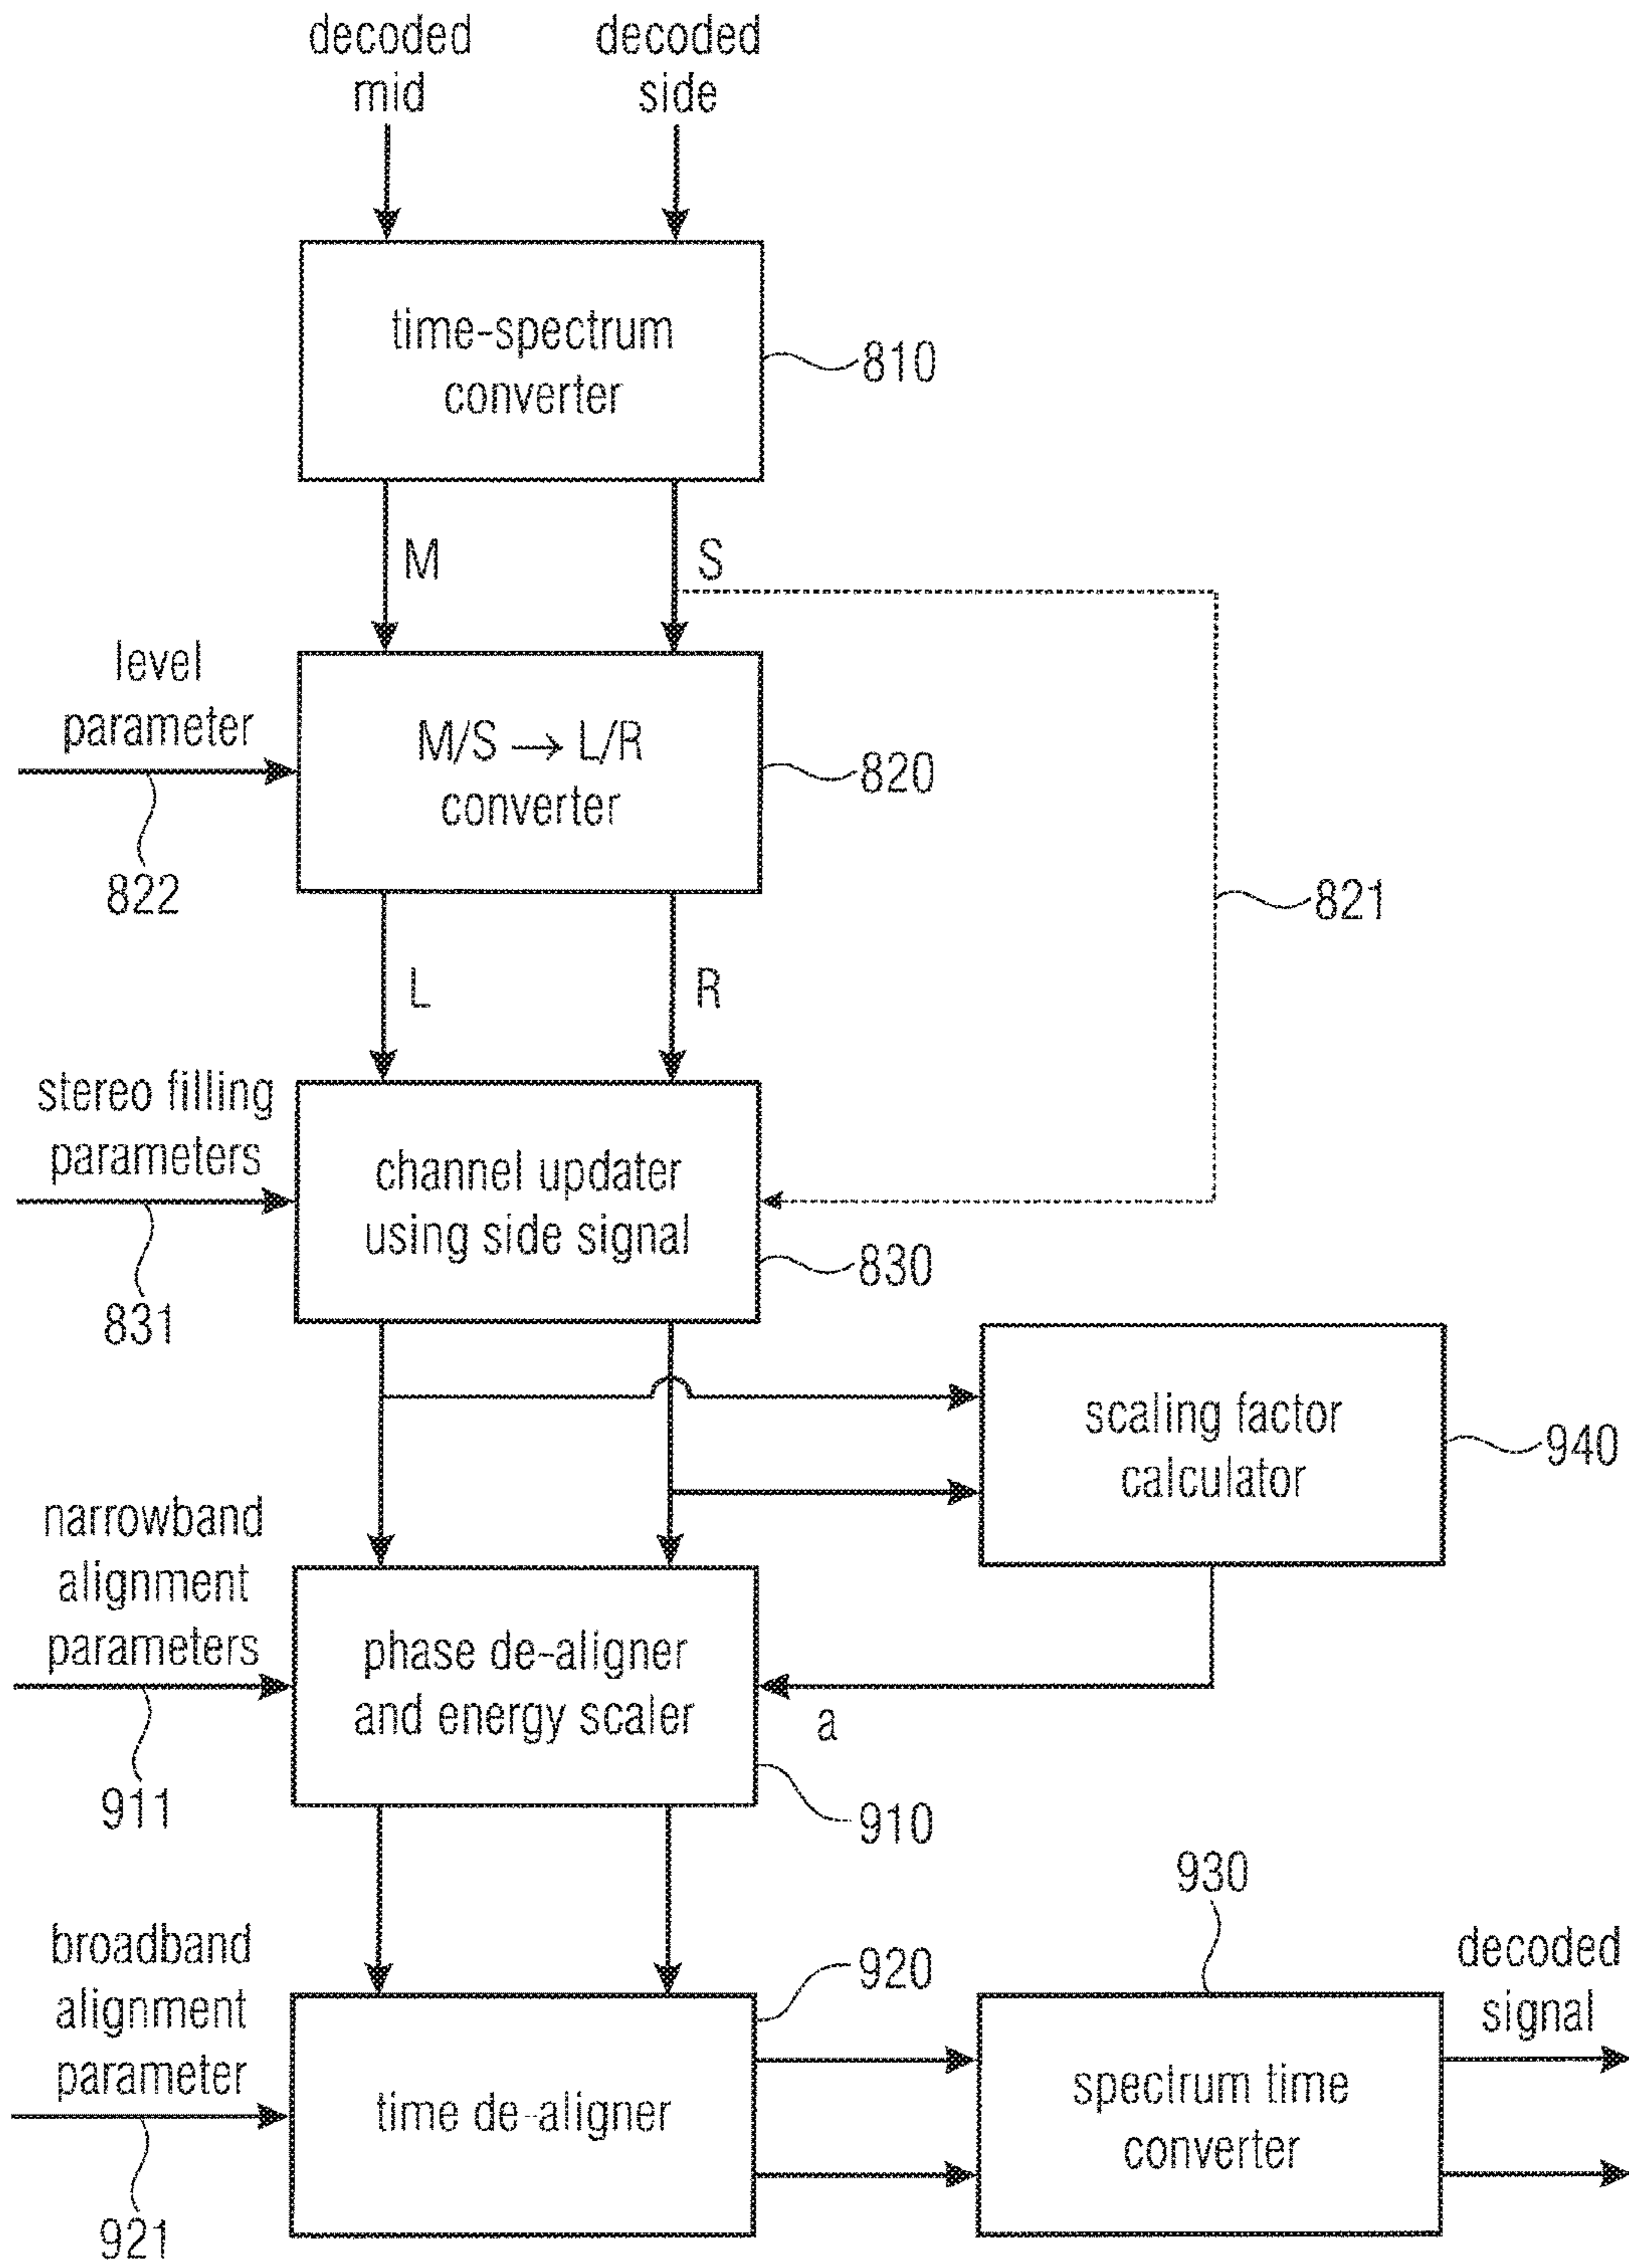 decoded
mid
decoded
side
time-spectrum
converter
810
M
S
level
parameter
822
M/S → L/R
converter
820
821
L
R
stereo filling
parameters
831
channel updater
using side signal
830
scaling factor
calculator
940
narrowband
alignment
parameters
911
phase de-aligner
and energy scaler
a
910
930
broadband
alignment
parameter
921
920
time de-aligner
spectrum time
converter
decoded
signal